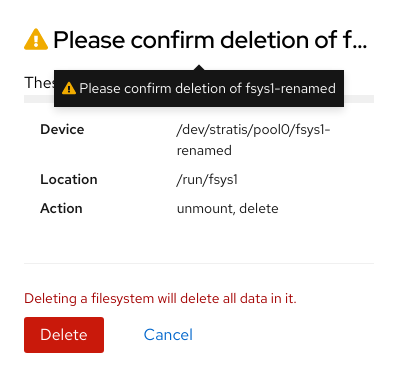 Please confirm deletion of f...
Please confirm deletion of fsys1-renamed
Device
/dev/stratis/pool0/fsys1-
renamed
Location
/run/fsys1
Action
unmount, delete
Deleting a filesystem will delete all data in it.
Delete
Cancel